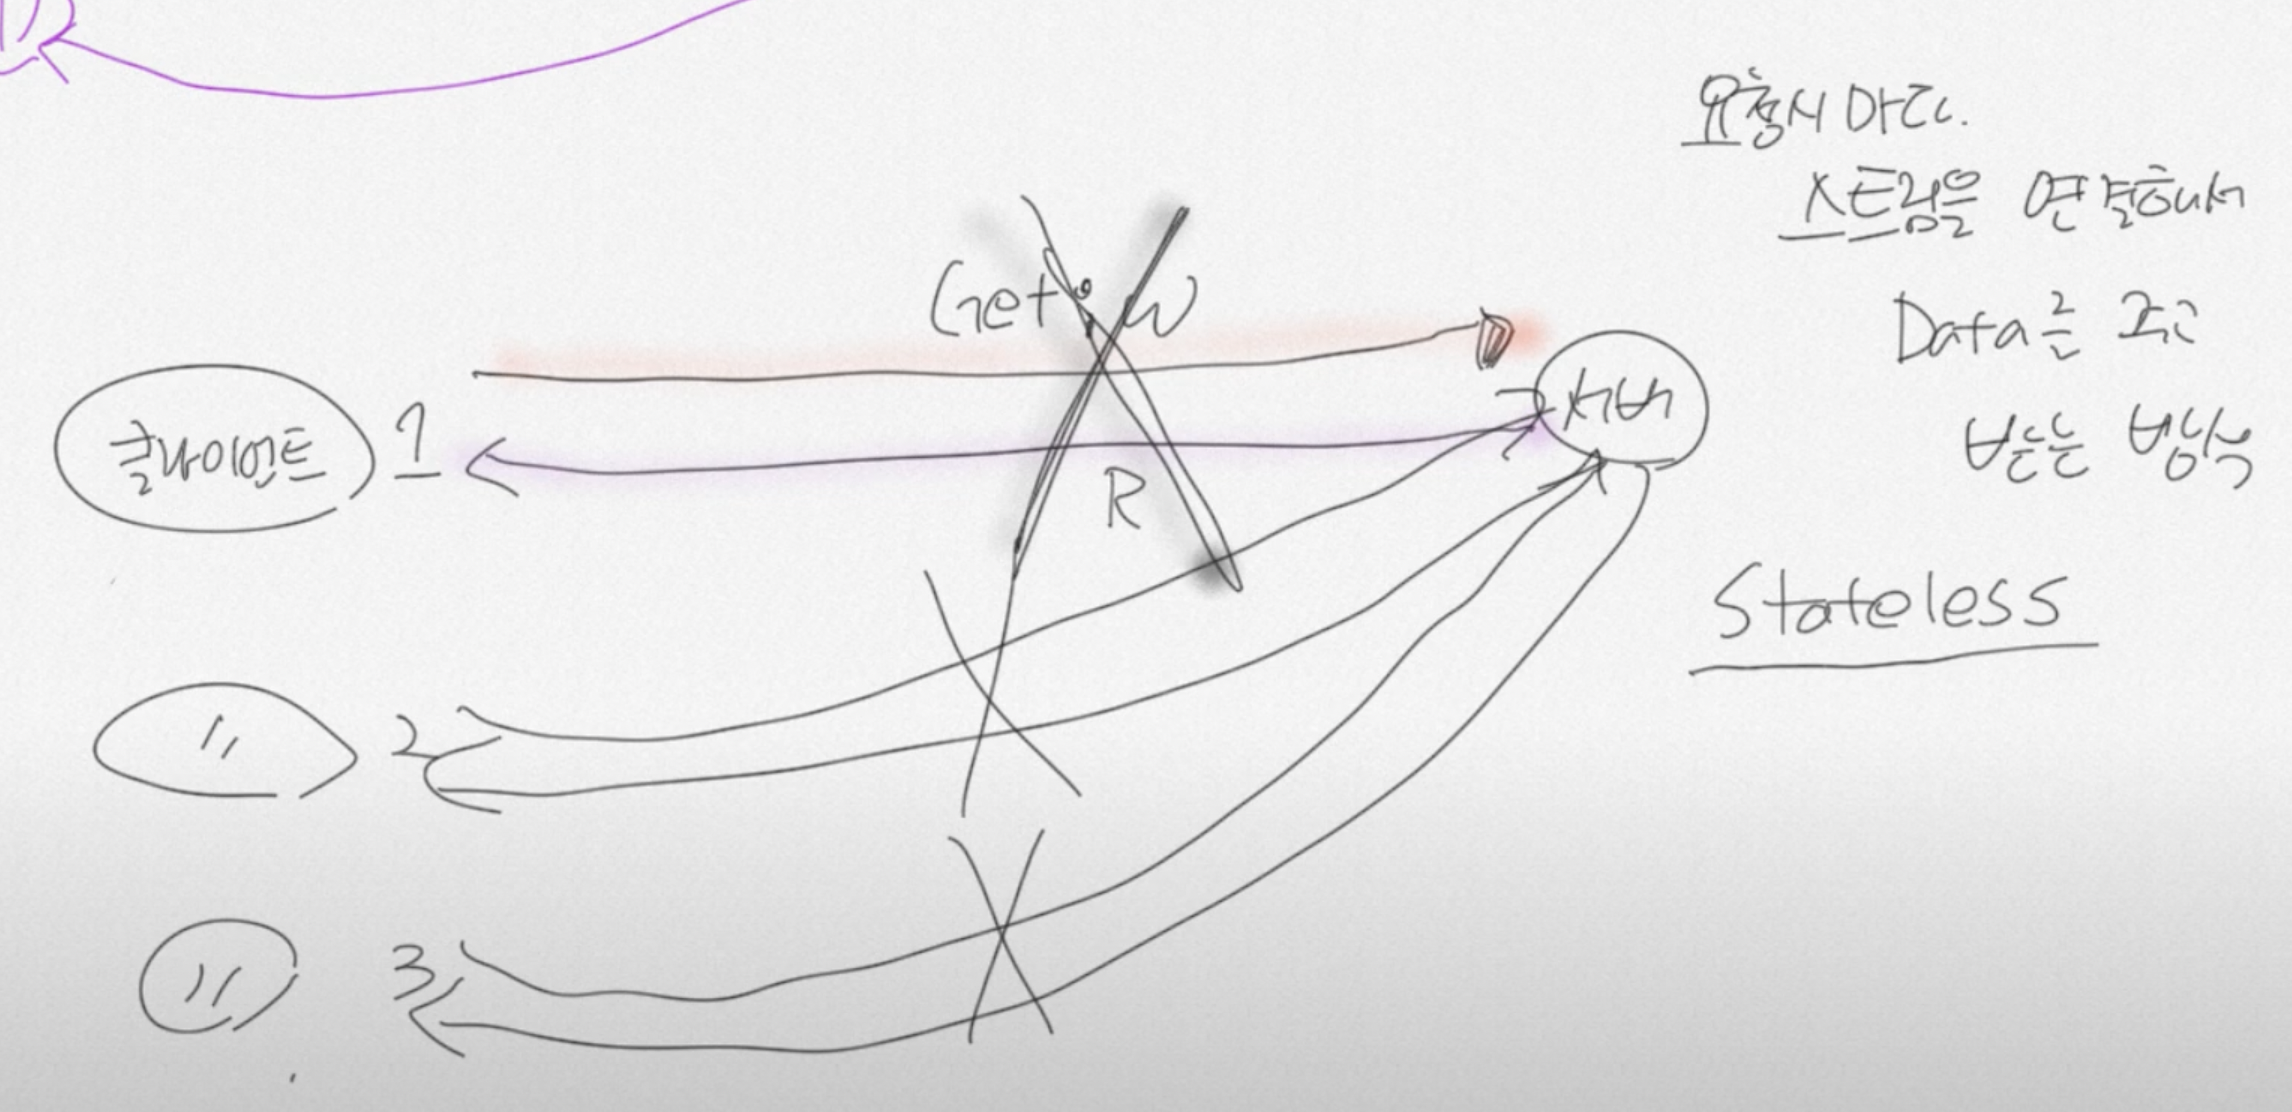 요청시 마다.
스트림을 연결해서
Data를 주고
받는 방식
Get : W
클라이언트 1
서버
R
Stateless
〃 2
〃 3